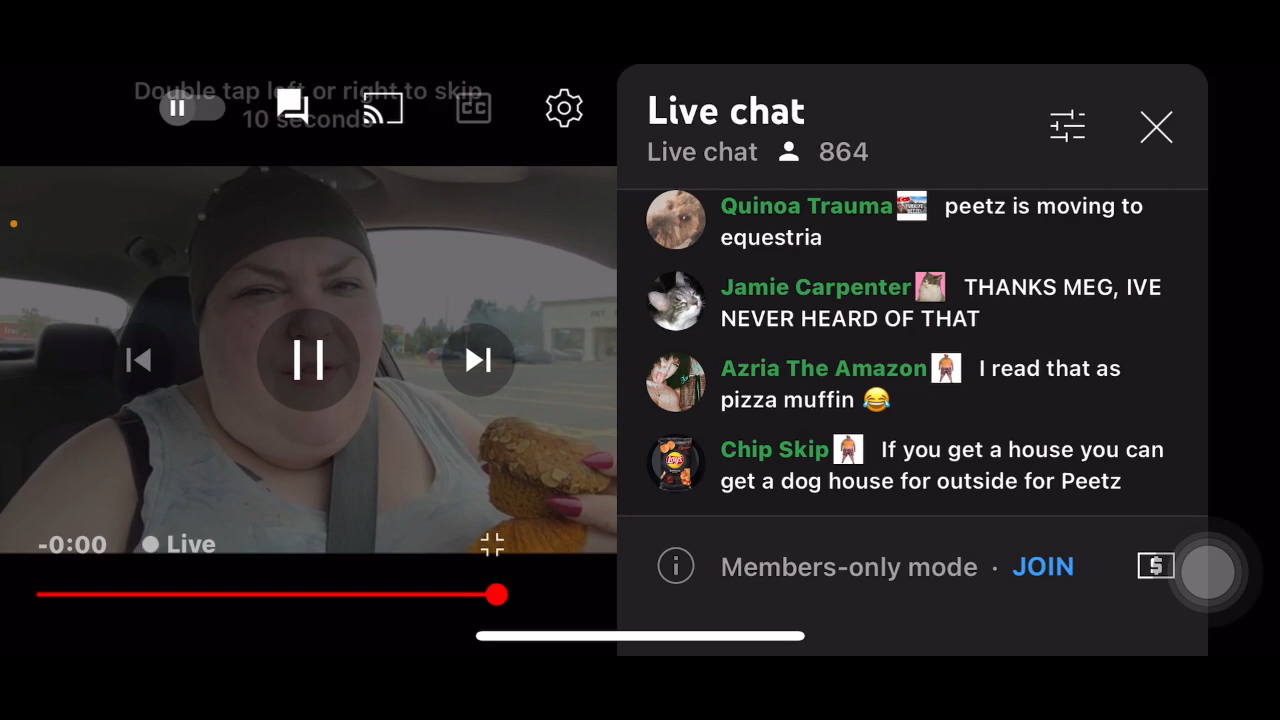 Double tap left or right to skip
10 seconds
CC
Live chat
Live chat 864
Quinoa Trauma peetz is moving to
equestria
Jamie Carpenter THANKS MEG, IVE
NEVER HEARD OF THAT
Azria The Amazon I read that as
pizza muffin 😂
Lay's
Chip Skip If you get a house you can
get a dog house for outside for Peetz
-0:00 Live
Members-only mode · JOIN
$